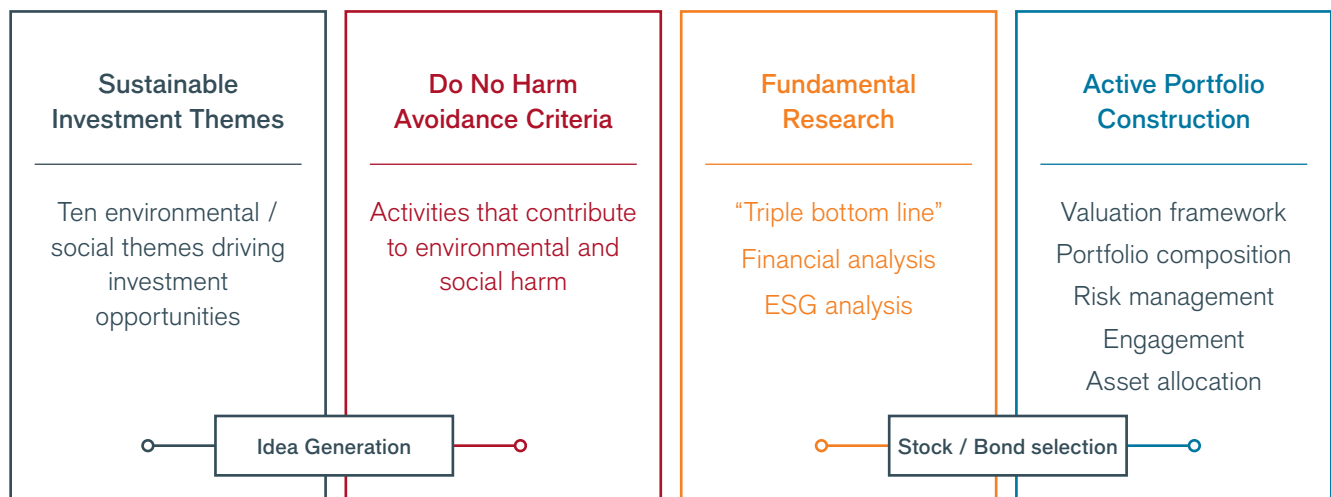 Sustainable
Investment Themes
Ten environmental /
social themes driving
investment
opportunities
Do No Harm
Avoidance Criteria
Activities that contribute
to environmental and
social harm
Idea Generation
Fundamental
Research
“Triple bottom line”
Financial analysis
ESG analysis
Active Portfolio
Construction
Valuation framework
Portfolio composition
Risk management
Engagement
Asset allocation
Stock / Bond selection